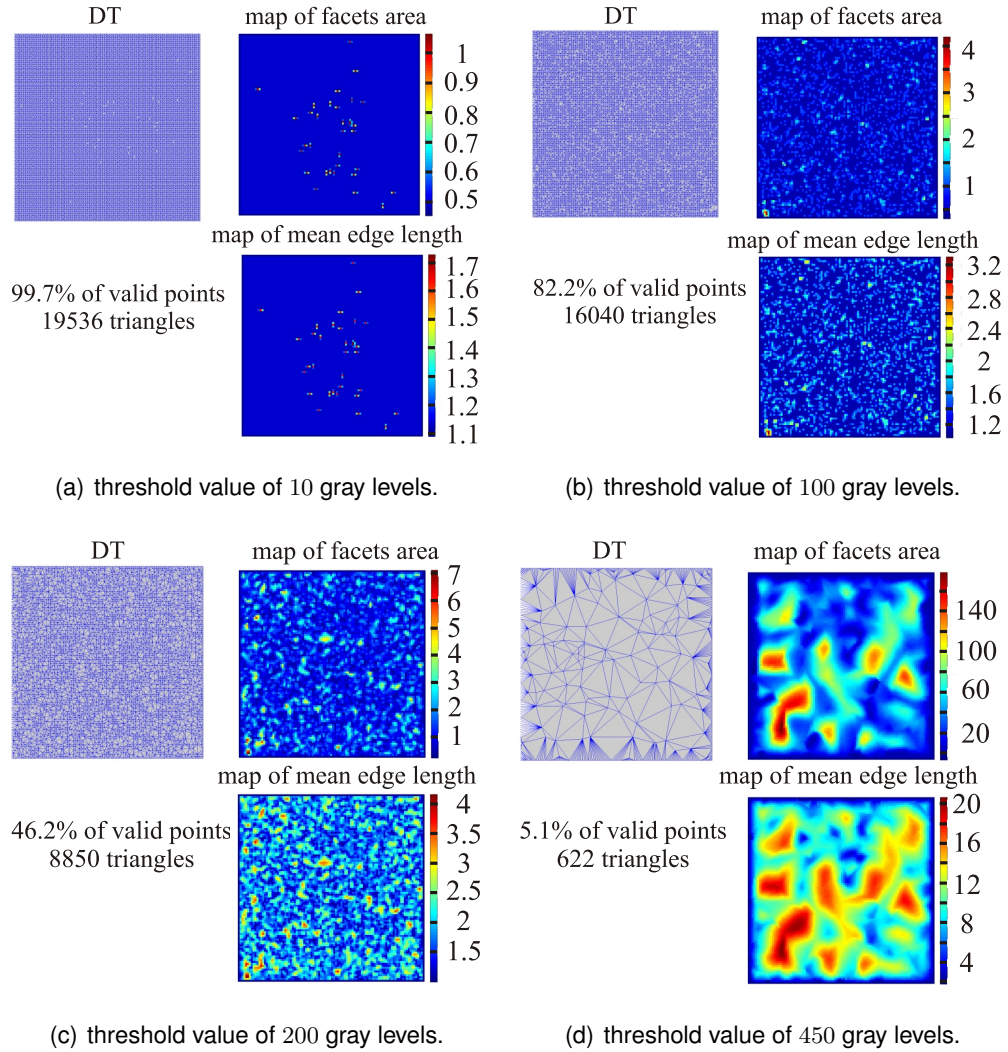 DT
map of facets area
1
0.9
0.8
0.7
0.6
0.5
map of mean edge length
99.7% of valid points
19536 triangles
1.7
1.6
1.5
1.4
1.3
1.2
1.1
(a) threshold value of 10 gray levels.
DT
map of facets area
4
3
2
1
map of mean edge length
82.2% of valid points
16040 triangles
3.2
2.8
2.4
2
1.6
1.2
(b) threshold value of 100 gray levels.
DT
map of facets area
7
6
5
4
3
2
1
map of mean edge length
46.2% of valid points
8850 triangles
4
3.5
3
2.5
2
1.5
(c) threshold value of 200 gray levels.
DT
map of facets area
140
100
60
20
map of mean edge length
5.1% of valid points
622 triangles
20
16
12
8
4
(d) threshold value of 450 gray levels.